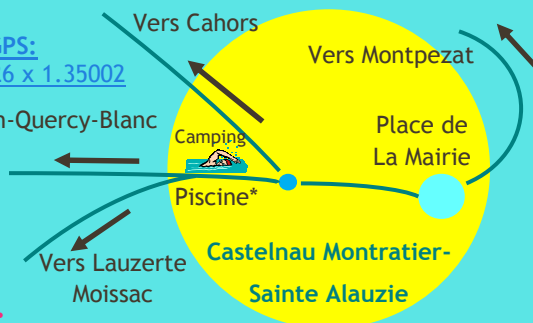 Vers Cahors
GPS:
26 x 1.35002
Vers Montpezat
n-Quercy-Blanc
Camping
Place de
La Mairie
Piscine*
Castelnau Montratier-
Sainte Alauzie
Vers Lauzerte
Moissac